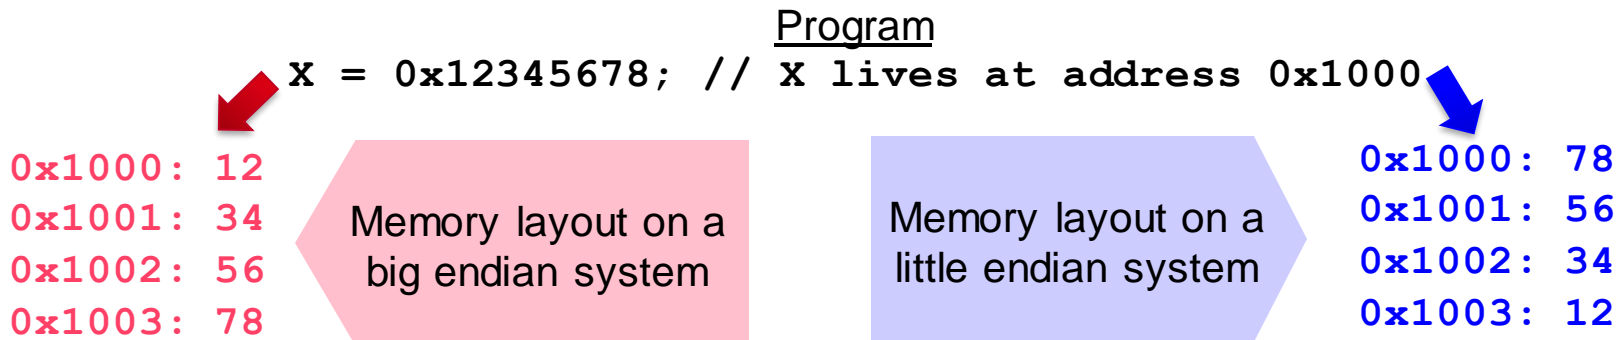 Program
X = 0x12345678; // X lives at address 0x1000
0x1000: 12
0x1001: 34
0x1002: 56
0x1003: 78
Memory layout on a
big endian system
Memory layout on a
little endian system
0x1000: 78
0x1001: 56
0x1002: 34
0x1003: 12